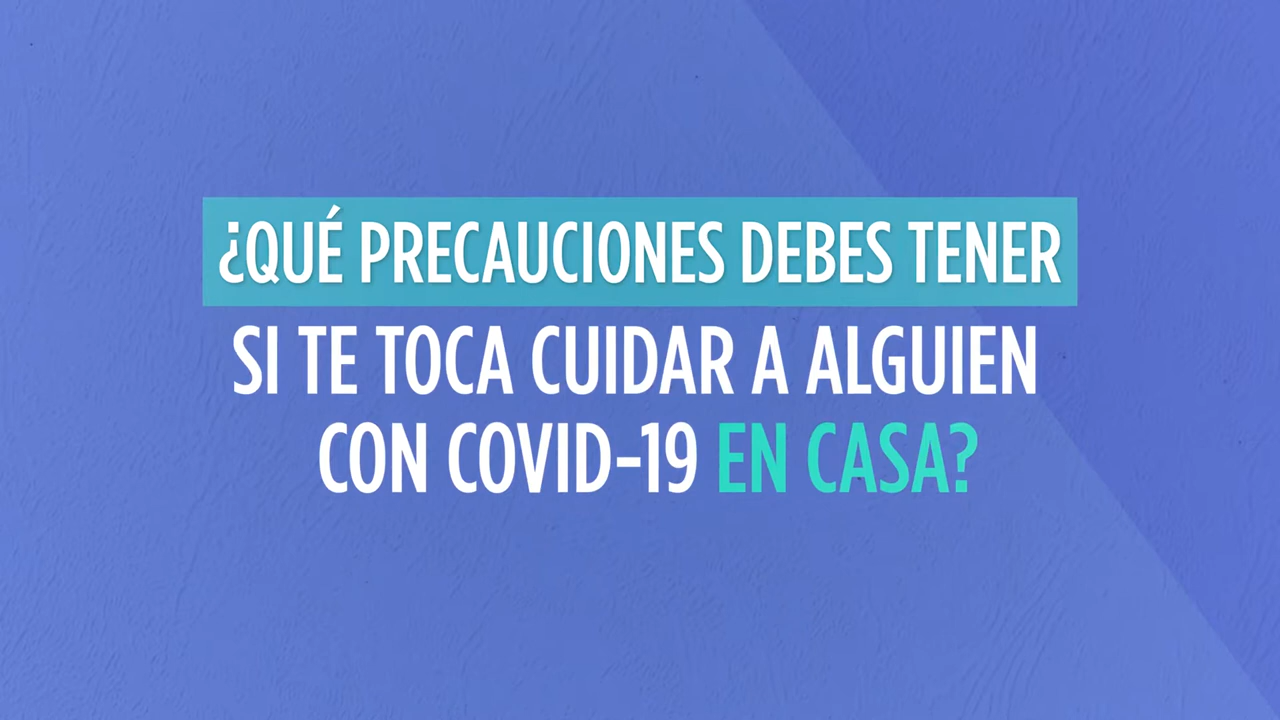 ¿QUÉ PRECAUCIONES DEBES TENER
SI TE TOCA CUIDAR A ALGUIEN
CON COVID-19 EN CASA?